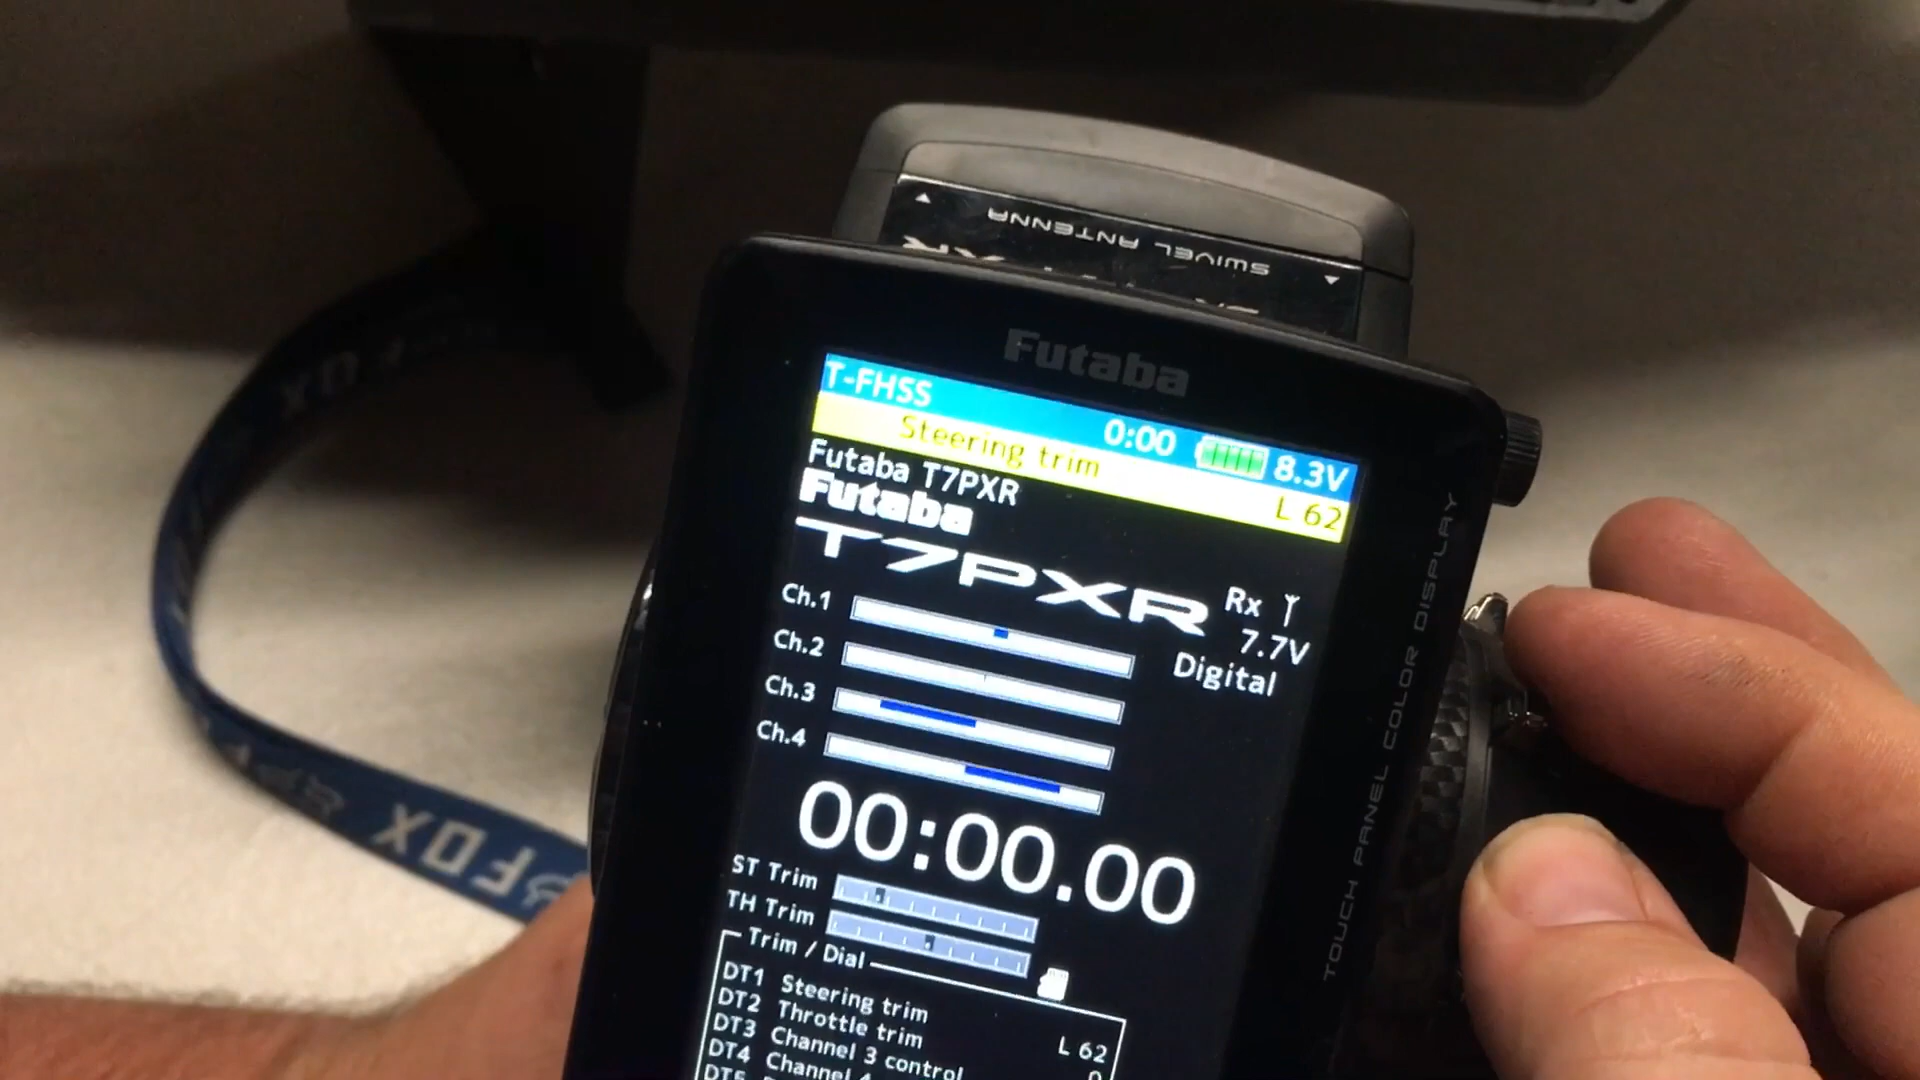 SWIVEL ANTENNA
Futaba
T-FHSS
0:00 8.3V
Steering trim
L 62
Futaba T7PXR
Futaba
T7PXR
Rx
7.7V
Digital
Ch.1
Ch.2
Ch.3
Ch.4
00:00.00
ST Trim
TH Trim
Trim / Dial
DT1 Steering trim L 62
DT2 Throttle trim 0
DT3 Channel 3 control
DT4 Channel
DT5
TOUCH PANEL COLOR DISPLAY
FOX